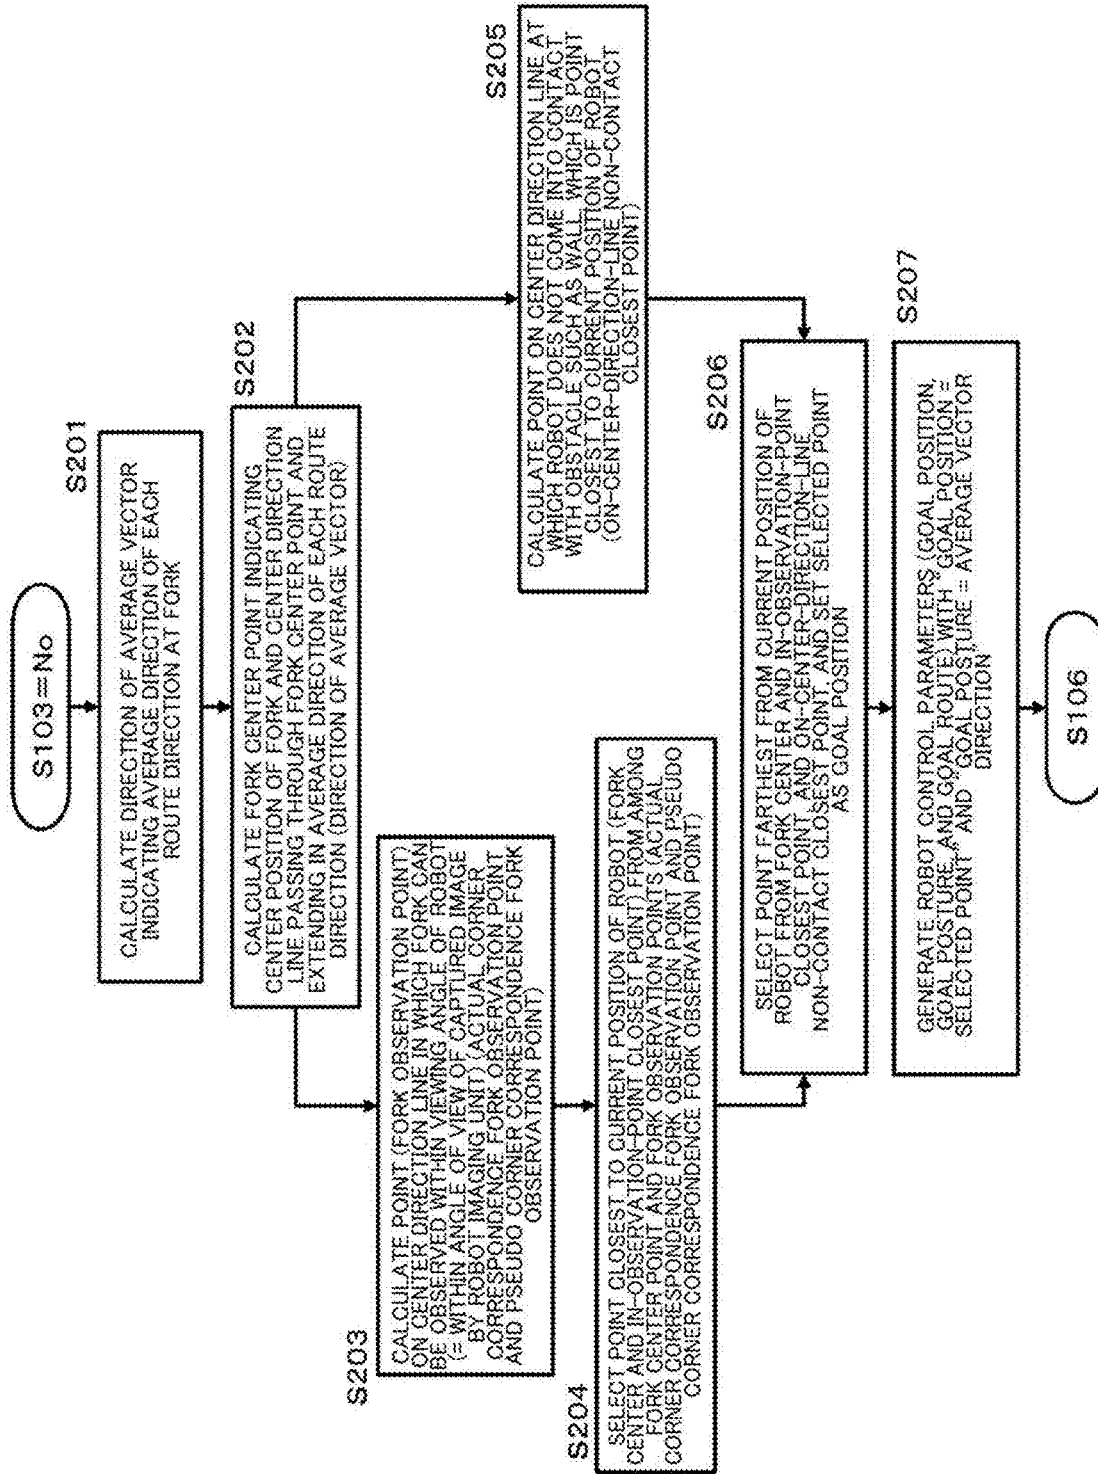 S103=No
S201
CALCULATE DIRECTION OF AVERAGE VECTOR
INDICATING AVERAGE DIRECTION OF EACH
ROUTE DIRECTION AT FORK
S202
CALCULATE FORK CENTER POINT INDICATING
CENTER POSITION OF FORK AND CENTER DIRECTION
LINE PASSING THROUGH FORK CENTER POINT AND
EXTENDING IN AVERAGE DIRECTION OF EACH ROUTE
DIRECTION (DIRECTION OF AVERAGE VECTOR)
S203
CALCULATE POINT (FORK OBSERVATION POINT)
ON CENTER DIRECTION LINE IN WHICH FORK CAN
BE OBSERVED WITHIN VIEWING ANGLE OF ROBOT
(= WITHIN ANGLE OF VIEW OF CAPTURED IMAGE
BY ROBOT IMAGING UNIT) (ACTUAL CORNER
CORRESPONDENCE FORK OBSERVATION POINT
AND PSEUDO CORNER CORRESPONDENCE FORK
OBSERVATION POINT)
S204
SELECT POINT CLOSEST TO CURRENT POSITION OF ROBOT (FORK
CENTER AND IN-OBSERVATION-POINT CLOSEST POINT) FROM AMONG
FORK CENTER POINT AND FORK OBSERVATION POINTS (ACTUAL
CORNER CORRESPONDENCE FORK OBSERVATION POINT AND PSEUDO
CORNER CORRESPONDENCE FORK OBSERVATION POINT)
S205
CALCULATE POINT ON CENTER DIRECTION LINE AT
WHICH ROBOT DOES NOT COME INTO CONTACT
WITH OBSTACLE SUCH AS WALL, WHICH IS POINT
CLOSEST TO CURRENT POSITION OF ROBOT
(ON-CENTER-DIRECTION-LINE NON-CONTACT
CLOSEST POINT)
S206
SELECT POINT FARTHEST FROM CURRENT POSITION OF
ROBOT FROM FORK CENTER AND IN-OBSERVATION-POINT
CLOSEST POINT, AND ON-CENTER-DIRECTION-LINE
NON-CONTACT CLOSEST POINT, AND SET SELECTED POINT
AS GOAL POSITION
S207
GENERATE ROBOT CONTROL PARAMETERS (GOAL POSITION,
GOAL POSTURE, AND GOAL ROUTE) WITH "GOAL POSITION =
SELECTED POINT" AND "GOAL POSTURE = AVERAGE VECTOR
DIRECTION
S106